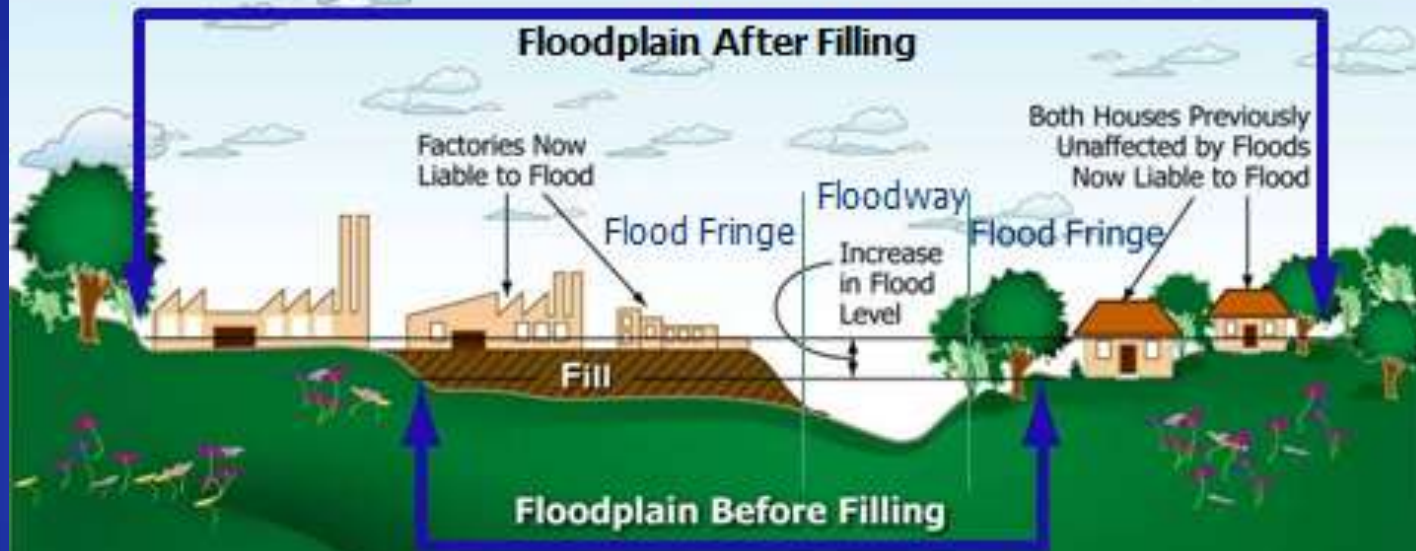 Floodplain After Filling
Factories Now
Liable to Flood
Both Houses Previously
Unaffected by Floods
Now Liable to Flood
Flood Fringe
Floodway
Flood Fringe
Increase
in Flood
Level
Fill
Floodplain Before Filling